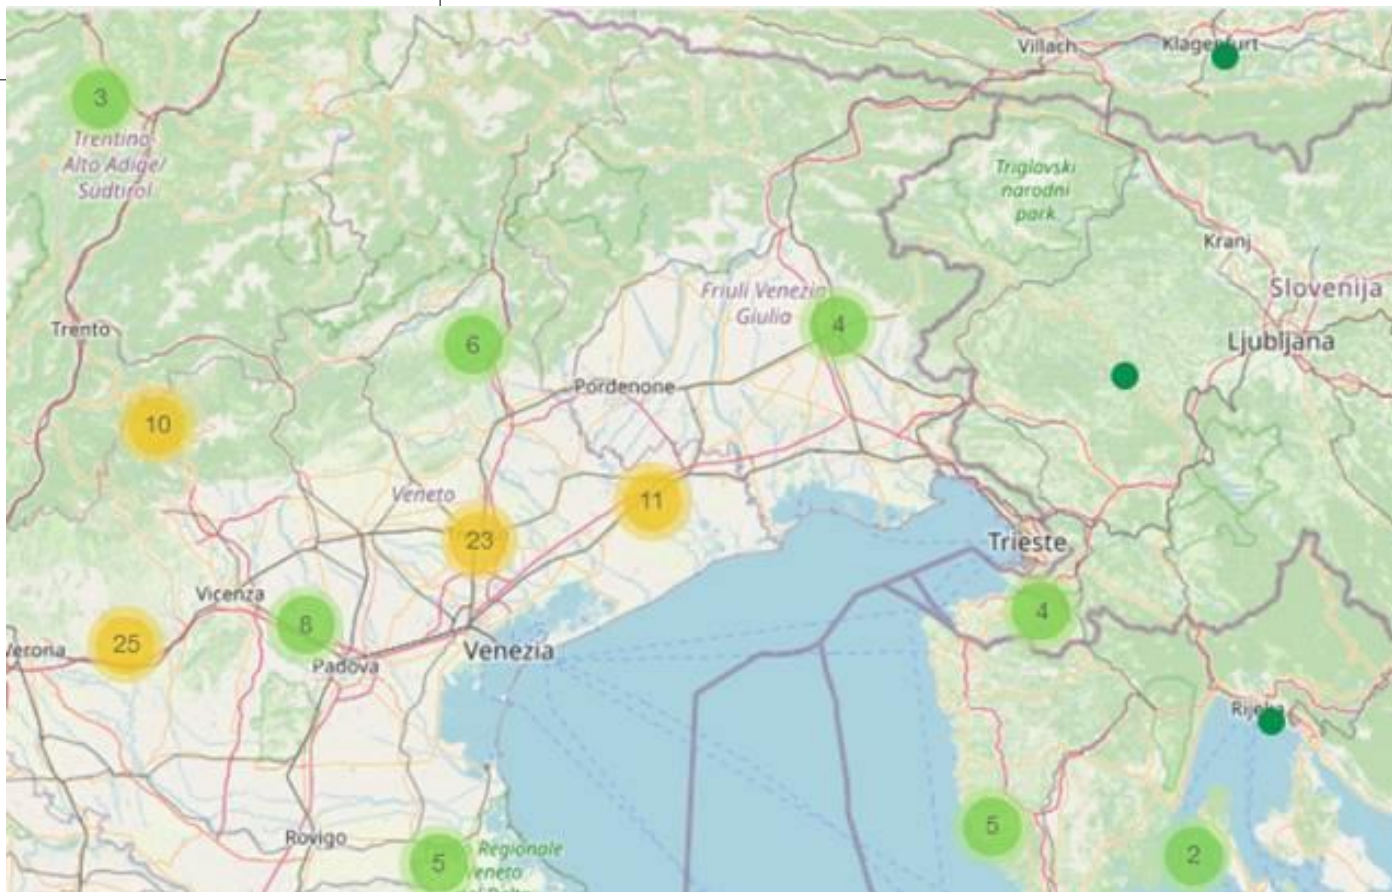 Villach
Klagenfurt
3
Trentino-
Alto Adige/
Südtirol
Triglavski
narodni
park
Kranj
Slovenija
Friuli Venezia
Giulia
4
Trento
6
Ljubljana
Pordenone
10
Veneto
11
23
Trieste
Vicenza
8
4
25
Verona
Venezia
Padova
Rijeka
5
Rovigo
2
5
Regionale
Veneto